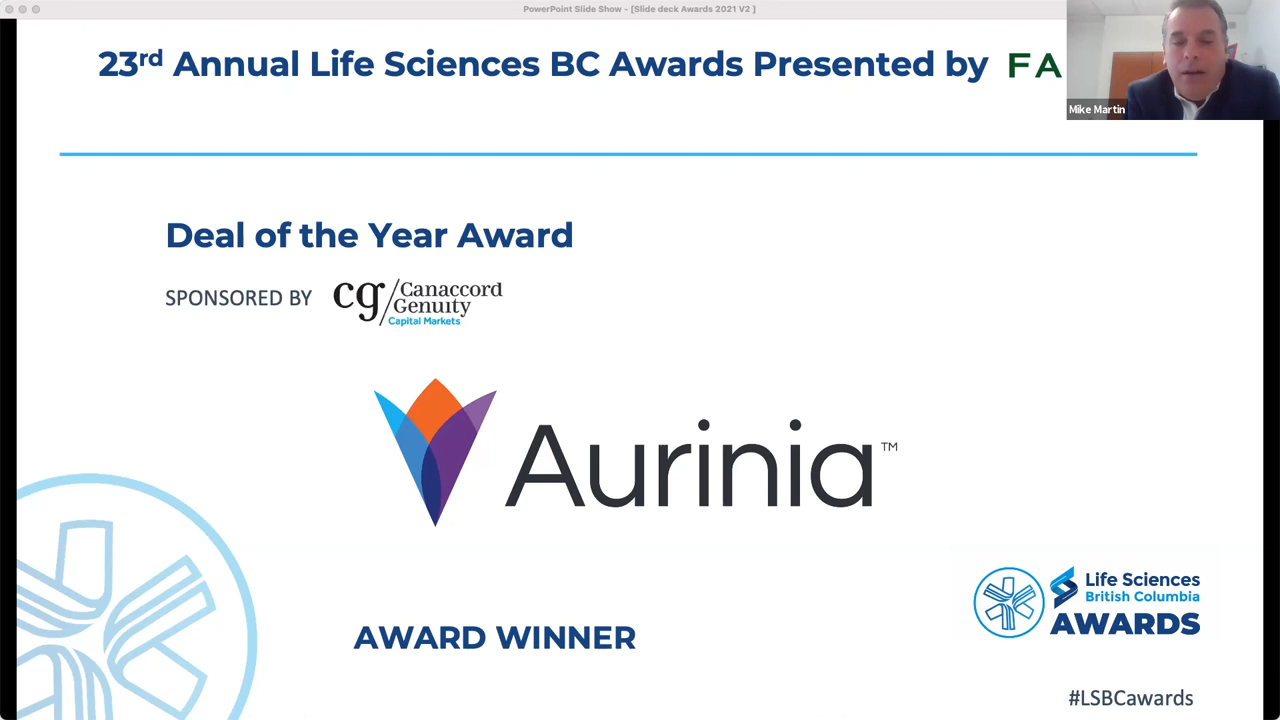 PowerPoint Slide Show - [Slide deck Awards 2021 V2 ]
23rd Annual Life Sciences BC Awards Presented by FA
Mike Martin
Deal of the Year Award
SPONSORED BY
cg/Canaccord
Genuity
Capital Markets
Aurinia™
AWARD WINNER
Life Sciences
British Columbia
AWARDS
#LSBCawards